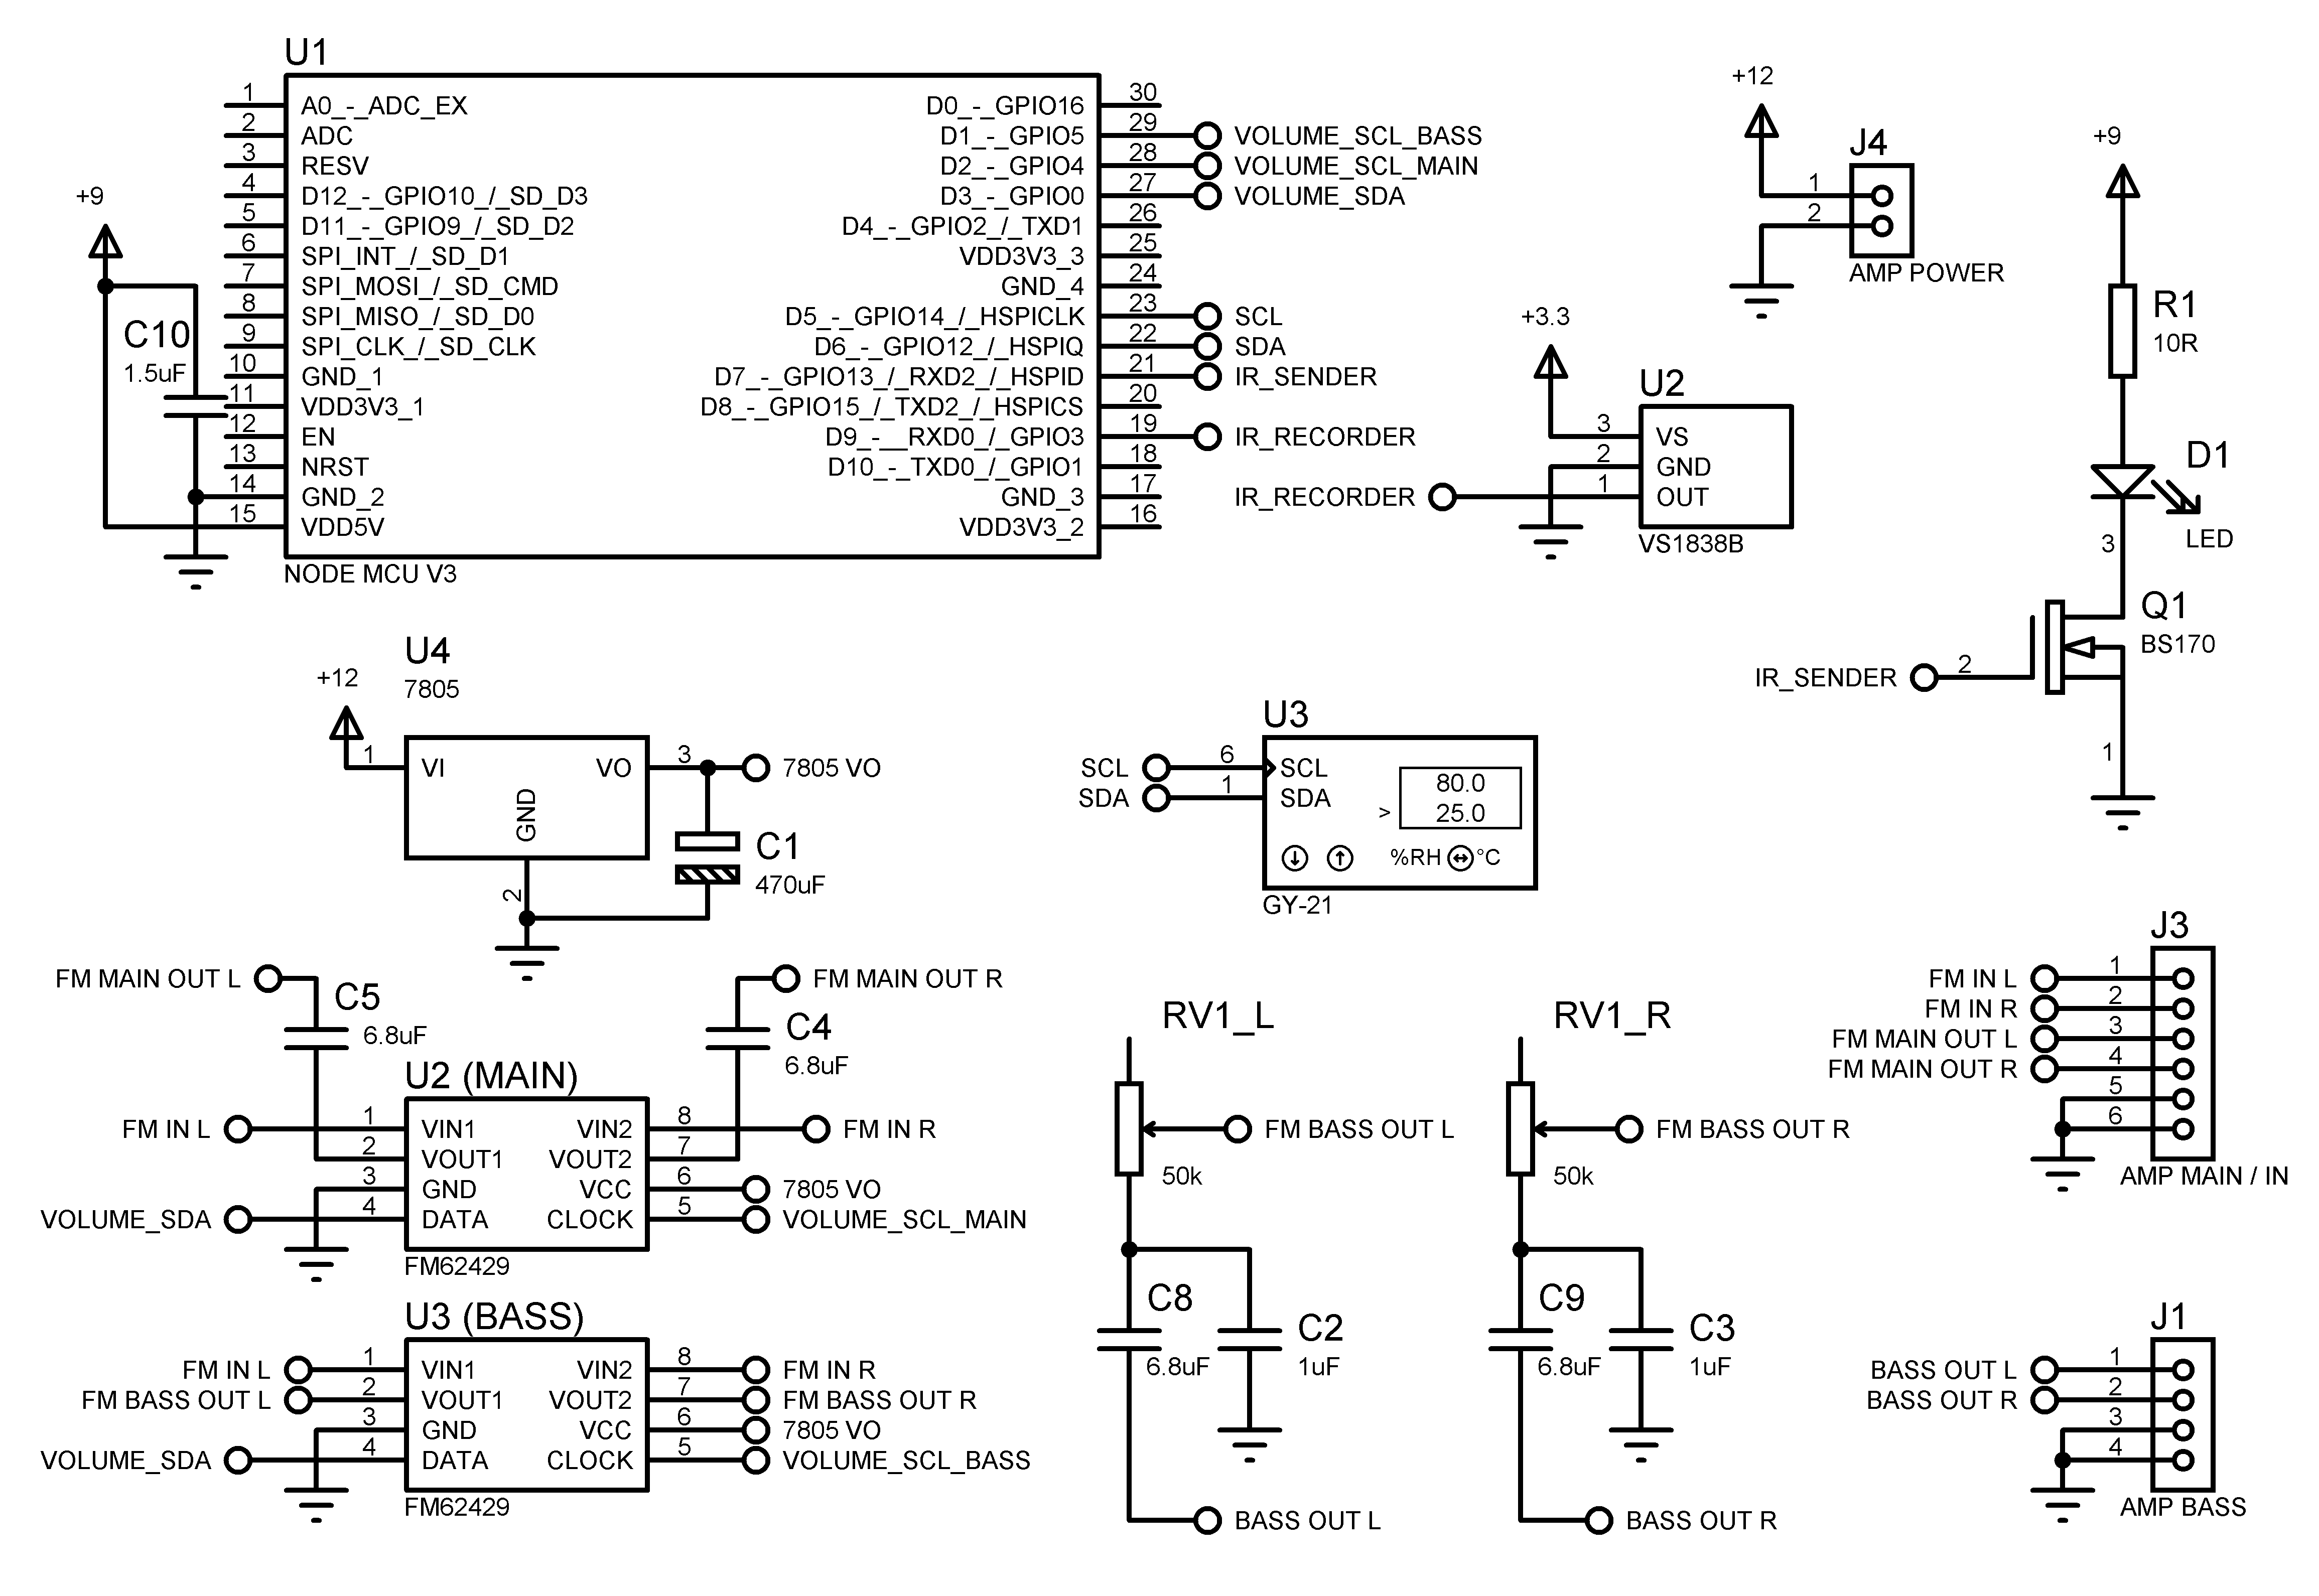 U1
1 A0_-_ADC_EX
2 ADC
3 RESV
4 D12_-_GPIO10_/_SD_D3
5 D11_-_GPIO9_/_SD_D2
6 SPI_INT_/_SD_D1
7 SPI_MOSI_/_SD_CMD
8 SPI_MISO_/_SD_D0
9 SPI_CLK_/_SD_CLK
10 GND_1
11 VDD3V3_1
12 EN
13 NRST
14 GND_2
15 VDD5V
D0_-_GPIO16 30
D1_-_GPIO5 29 VOLUME_SCL_BASS
D2_-_GPIO4 28 VOLUME_SCL_MAIN
D3_-_GPIO0 27 VOLUME_SDA
D4_-_GPIO2_/_TXD1 26
VDD3V3_3 25
GND_4 24
D5_-_GPIO14_/_HSPICLK 23 SCL
D6_-_GPIO12_/_HSPIQ 22 SDA
D7_-_GPIO13_/_RXD2_/_HSPID 21 IR_SENDER
D8_-_GPIO15_/_TXD2_/_HSPICS 20
D9_-__RXD0_/_GPIO3 19 IR_RECORDER
D10_-_TXD0_/_GPIO1 18
GND_3 17
VDD3V3_2 16
NODE MCU V3
+9
C10
1.5uF
+12
J4
1
2
AMP POWER
+3.3
U2
3 VS
2 GND
IR_RECORDER 1 OUT
VS1838B
+9
R1
10R
D1
LED
3
Q1
BS170
IR_SENDER 2
1
U4
7805
+12
1 VI
VO 3 7805 VO
GND
2
C1
470uF
U3
SCL 6 SCL
SDA 1 SDA
80.0
> 25.0
%RH °C
GY-21
FM MAIN OUT L
C5
6.8uF
FM MAIN OUT R
C4
6.8uF
U2 (MAIN)
FM IN L 1 VIN1 VIN2 8 FM IN R
2 VOUT1 VOUT2 7
3 GND VCC 6 7805 VO
VOLUME_SDA 4 DATA CLOCK 5 VOLUME_SCL_MAIN
FM62429
U3 (BASS)
FM IN L 1 VIN1 VIN2 8 FM IN R
FM BASS OUT L 2 VOUT1 VOUT2 7 FM BASS OUT R
3 GND VCC 6 7805 VO
VOLUME_SDA 4 DATA CLOCK 5 VOLUME_SCL_BASS
FM62429
RV1_L
FM BASS OUT L
50k
C8
6.8uF
C2
1uF
BASS OUT L
RV1_R
FM BASS OUT R
50k
C9
6.8uF
C3
1uF
BASS OUT R
J3
FM IN L 1
FM IN R 2
FM MAIN OUT L 3
FM MAIN OUT R 4
5
6
AMP MAIN / IN
J1
BASS OUT L 1
BASS OUT R 2
3
4
AMP BASS